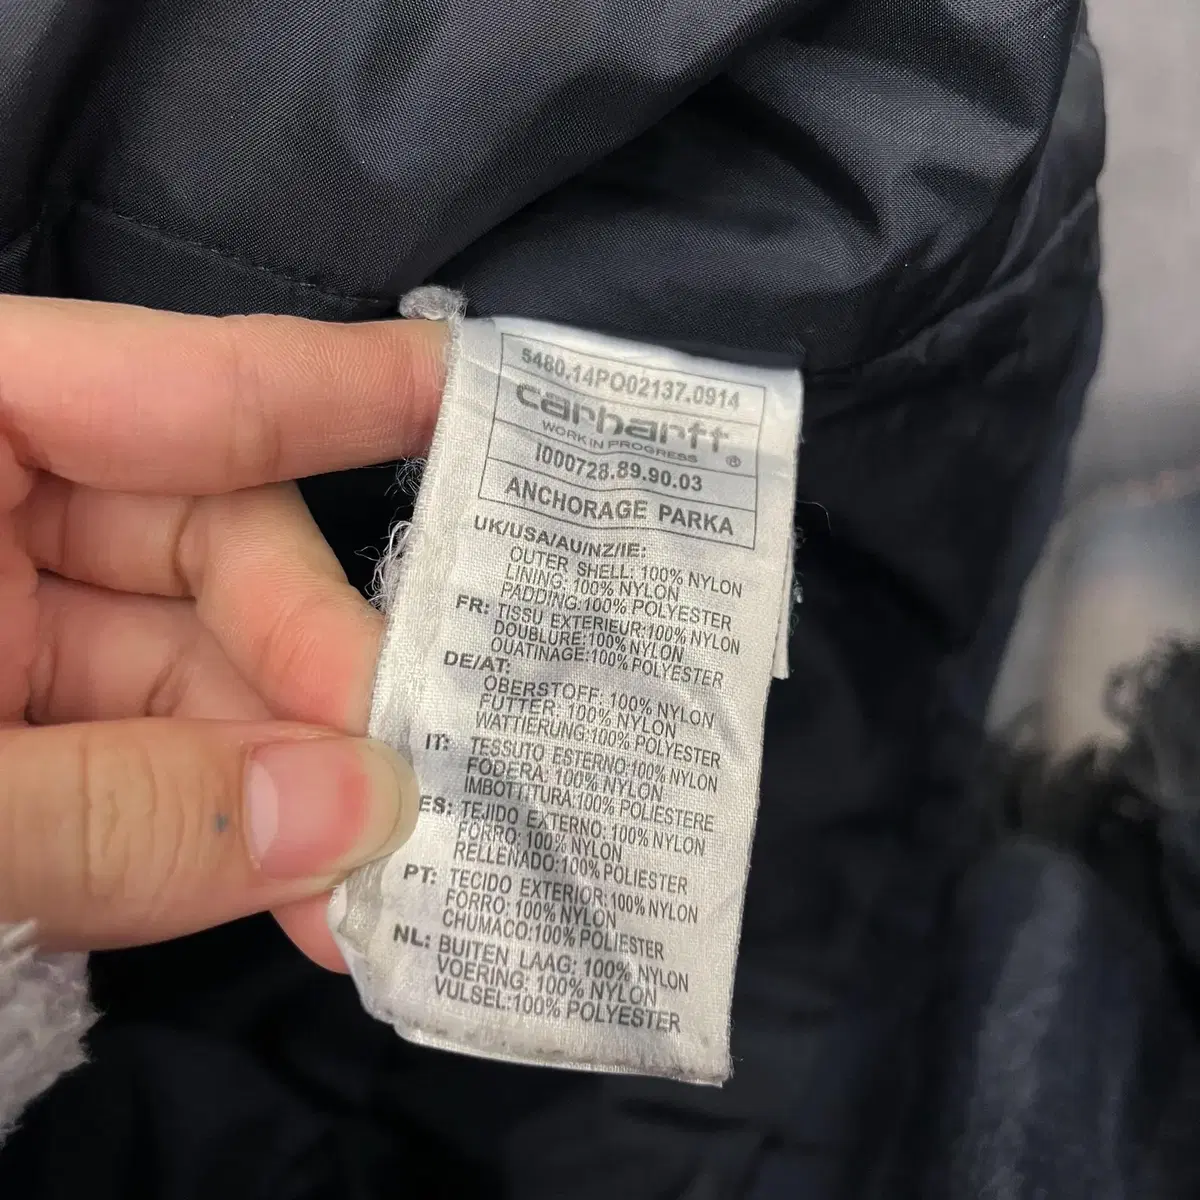 5480.14PO02137.0914
carhartt
WORK IN PROGRESS ®
I000728.89.90.03
ANCHORAGE PARKA
UK/USA/AU/NZ/IE:
OUTER SHELL: 100% NYLON
LINING: 100% NYLON
PADDING:100% POLYESTER
FR: TISSU EXTERIEUR:100% NYLON
DOUBLURE:100% NYLON
OUATINAGE:100% POLYESTER
DE/AT:
OBERSTOFF: 100% NYLON
FUTTER: 100% NYLON
WATTIERUNG:100% POLYESTER
IT: TESSUTO ESTERNO:100% NYLON
FODERA: 100% NYLON
IMBOTTITURA:100% POLIESTERE
ES: TEJIDO EXTERNO: 100% NYLON
FORRO: 100% NYLON
RELLENADO:100% POLIESTER
PT: TECIDO EXTERIOR:100% NYLON
FORRO: 100% NYLON
CHUMACO:100% POLIESTER
NL: BUITEN LAAG: 100% NYLON
VOERING: 100% NYLON
VULSEL:100% POLYESTER